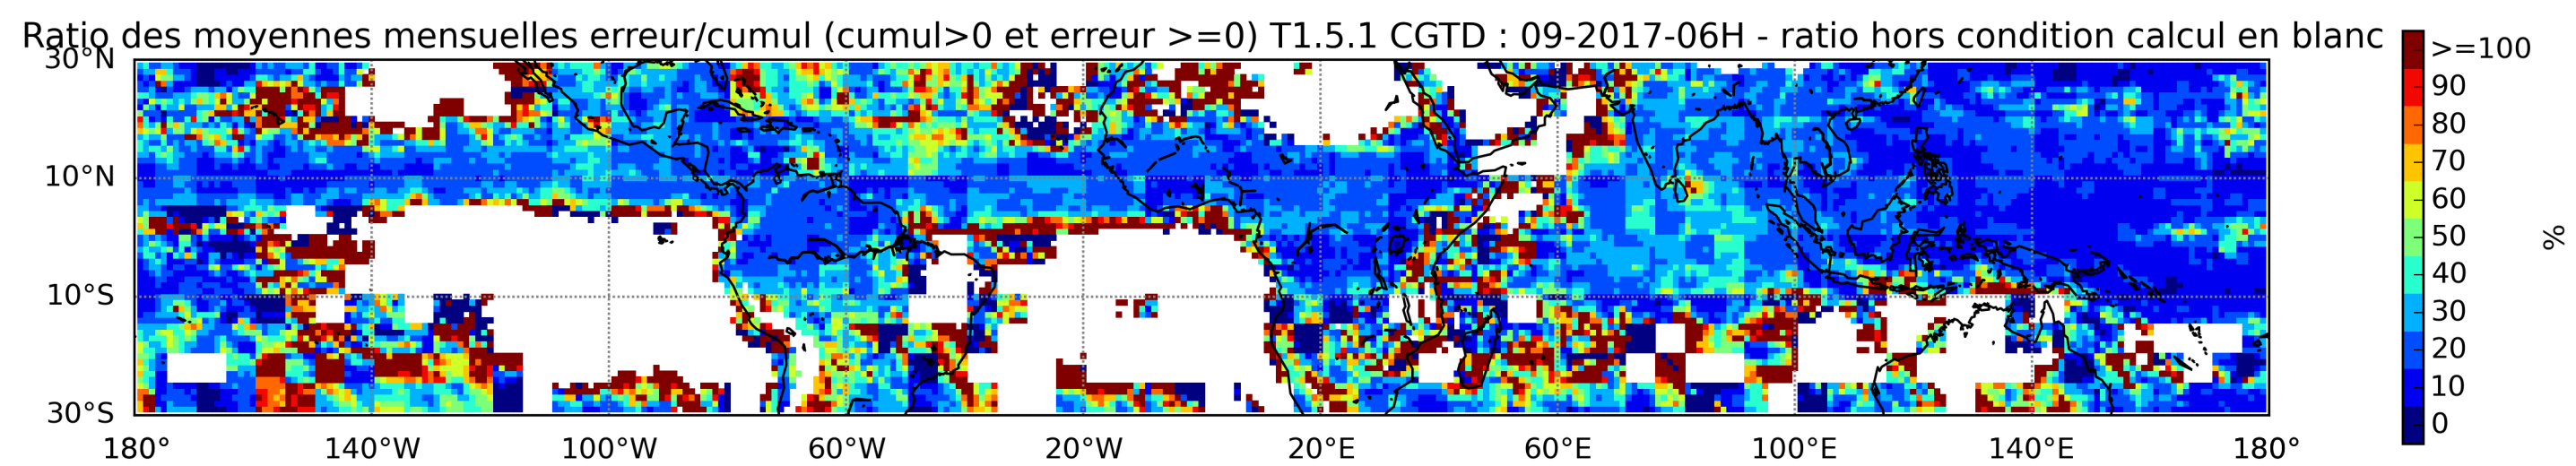 Ratio des moyennes mensuelles erreur/cumul (cumul>0 et erreur >=0) T1.5.1 CGTD : 09-2017-06H - ratio hors condition calcul en blanc
30°N
10°N
10°S
30°S
180° 140°W 100°W 60°W 20°W 20°E 60°E 100°E 140°E 180°
>=100
90
80
70
60
50
40
30
20
10
0
%